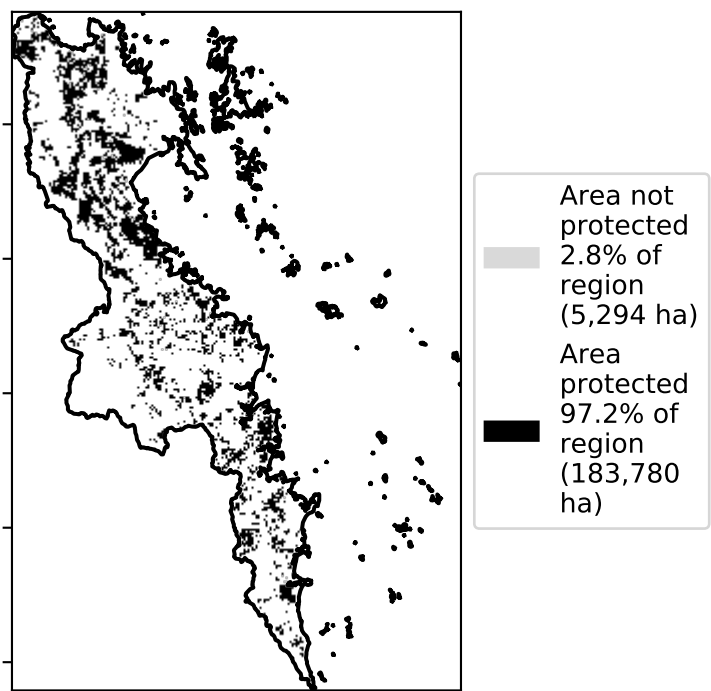 Area not
protected
2.8% of
region
(5,294 ha)
Area
protected
97.2% of
region
(183,780
ha)